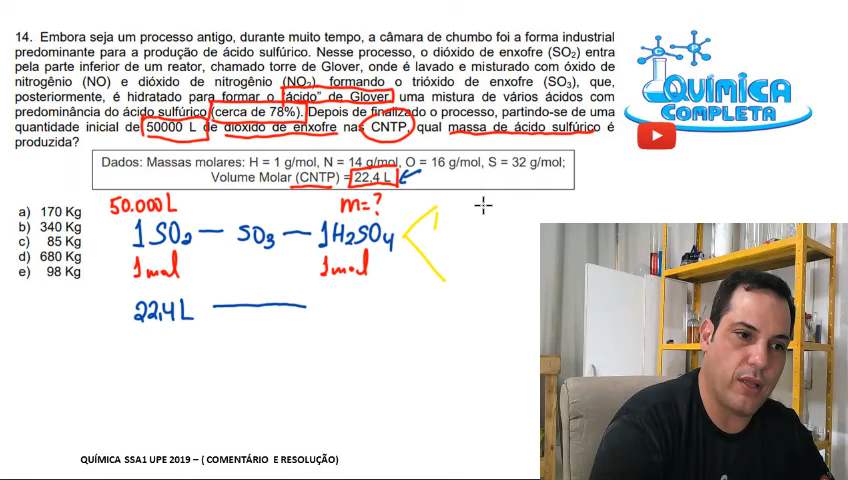 14. Embora seja um processo antigo, durante muito tempo, a câmara de chumbo foi a forma industrial
predominante para a produção de ácido sulfúrico. Nesse processo, o dióxido de enxofre (SO₂) entra
pela parte inferior de um reator, chamado torre de Glover, onde é lavado e misturado com óxido de
nitrogênio (NO) e dióxido de nitrogênio (NO₂), formando o trióxido de enxofre (SO₃), que,
posteriormente, é hidratado para formar o "ácido" de Glover, uma mistura de vários ácidos com
predominância do ácido sulfúrico (cerca de 78%). Depois de finalizado o processo, partindo-se de uma
quantidade inicial de 50000 L de dióxido de enxofre nas CNTP, qual massa de ácido sulfúrico é
produzida?
QUÍMICA
COMPLETA
Dados: Massas molares: H = 1 g/mol, N = 14 g/mol, O = 16 g/mol, S = 32 g/mol;
Volume Molar (CNTP) = 22,4 L
a) 170 Kg
b) 340 Kg
c) 85 Kg
d) 680 Kg
e) 98 Kg
50.000L m=?
1SO₂ — SO₃ — 1H₂SO₄
1mol 1mol
22,4L
QUÍMICA SSA1 UPE 2019 – ( COMENTÁRIO E RESOLUÇÃO)